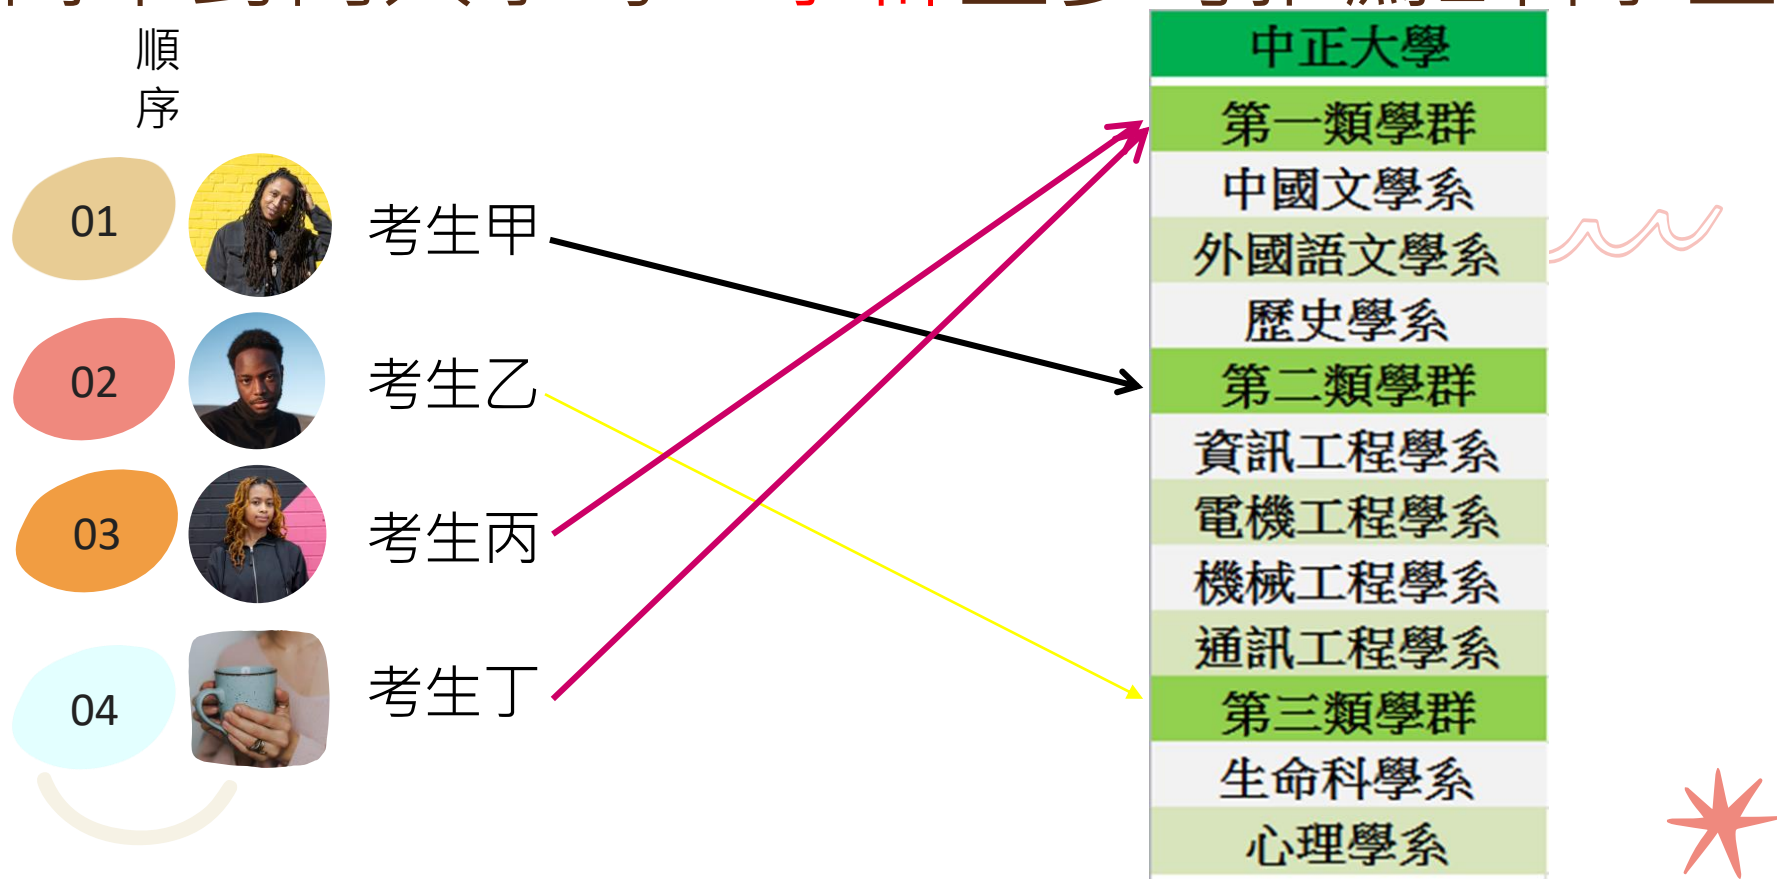 順
序
01
考生甲
02
考生乙
03
考生丙
04
考生丁
中正大學
第一類學群
中國文學系
外國語文學系
歷史學系
第二類學群
資訊工程學系
電機工程學系
機械工程學系
通訊工程學系
第三類學群
生命科學系
心理學系